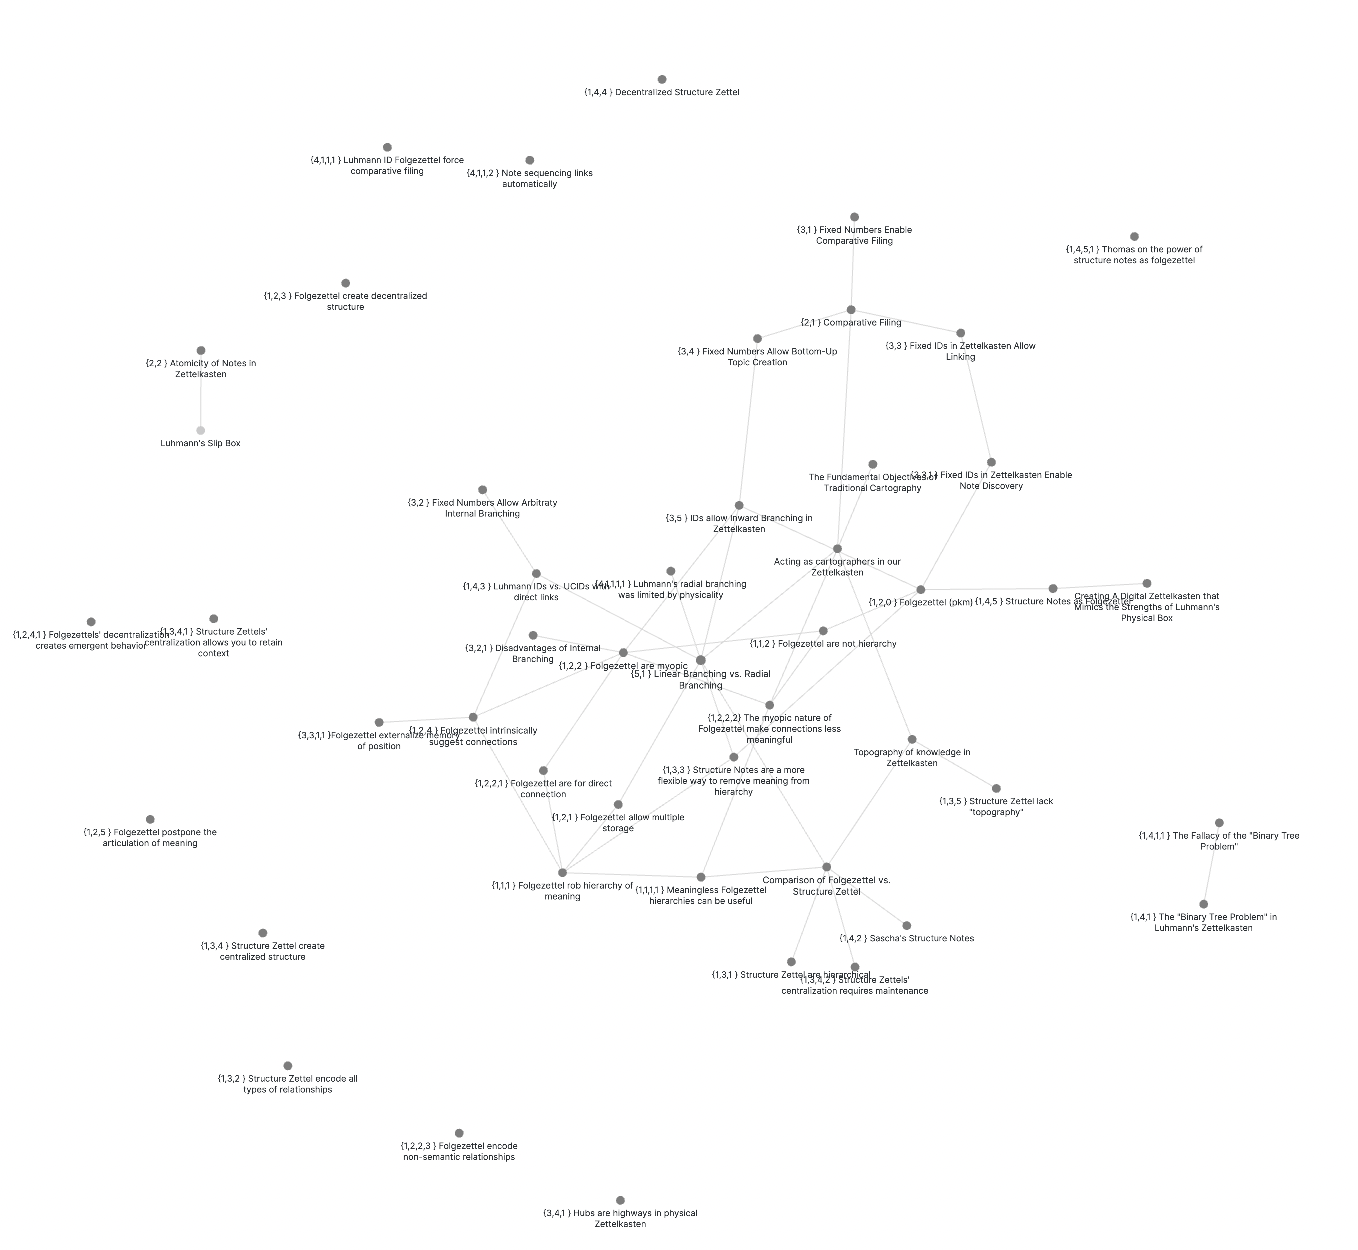 {1,4,4 } Decentralized Structure Zettel
{4,1,1,1 } Luhmann ID Folgezettel force
comparative filing
{4,1,1,2 } Note sequencing links
automatically
{3,1 } Fixed Numbers Enable
Comparative Filing
{1,4,5,1 } Thomas on the power of
structure notes as folgezettel
{1,2,3 } Folgezettel create decentralized
structure
{2,1 } Comparative Filing
{3,4 } Fixed Numbers Allow Bottom-Up
Topic Creation
{3,3 } Fixed IDs in Zettelkasten Allow
Linking
{2,2 } Atomicity of Notes in
Zettelkasten
Luhmann's Slip Box
The Fundamental Objectives of
Traditional Cartography
{3,3,1 } Fixed IDs in Zettelkasten Enable
Note Discovery
{3,2 } Fixed Numbers Allow Arbitraty
Internal Branching
{3,5 } IDs allow Inward Branching in
Zettelkasten
Acting as cartographers in our
Zettelkasten
{1,4,3 } Luhmann IDs vs. UCIDs with
direct links
{4,1,1,1,1 } Luhmann's radial branching
was limited by physicality
{1,2,0 } Folgezettel (pkm)
{1,4,5 } Structure Notes as Folgezettel
Creating A Digital Zettelkasten that
Mimics the Strengths of Luhmann's
Physical Box
{1,2,4,1 } Folgezettels' decentralization
creates emergent behavior
{1,3,4,1 } Structure Zettels'
centralization allows you to retain
context
{3,2,1 } Disadvantages of Internal
Branching
{1,2,2 } Folgezettel are myopic
{1,1,2 } Folgezettel are not hierarchy
{5,1 } Linear Branching vs. Radial
Branching
{3,3,1,1 }Folgezettel externalize memory
of position
{1,2,4 } Folgezettel intrinsically
suggest connections
{1,2,2,2} The myopic nature of
Folgezettel make connections less
meaningful
Topography of knowledge in
Zettelkasten
{1,3,3 } Structure Notes are a more
flexible way to remove meaning from
hierarchy
{1,2,2,1 } Folgezettel are for direct
connection
{1,3,5 } Structure Zettel lack
"topography"
{1,2,1 } Folgezettel allow multiple
storage
{1,2,5 } Folgezettel postpone the
articulation of meaning
{1,4,1,1 } The Fallacy of the "Binary Tree
Problem"
{1,1,1 } Folgezettel rob hierarchy of
meaning
{1,1,1,1 } Meaningless Folgezettel
hierarchies can be useful
Comparison of Folgezettel vs.
Structure Zettel
{1,4,1 } The "Binary Tree Problem" in
Luhmann's Zettelkasten
{1,4,2 } Sascha's Structure Notes
{1,3,4 } Structure Zettel create
centralized structure
{1,3,1 } Structure Zettel are hierarchical
{1,3,4,2 } Structure Zettels'
centralization requires maintenance
{1,3,2 } Structure Zettel encode all
types of relationships
{1,2,2,3 } Folgezettel encode
non-semantic relationships
{3,4,1 } Hubs are highways in physical
Zettelkasten